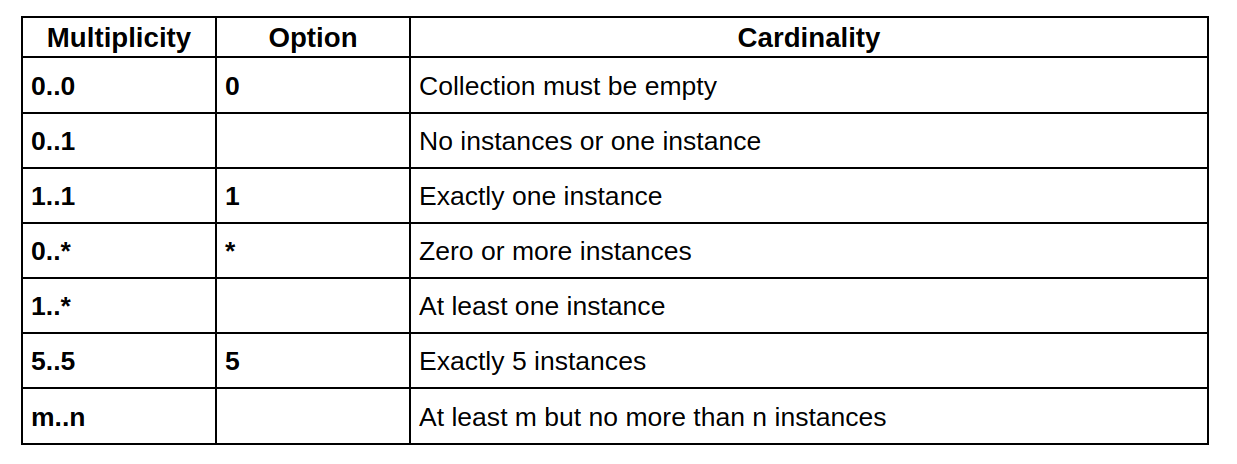 Multiplicity Option Cardinality
0..0 0 Collection must be empty
0..1 No instances or one instance
1..1 1 Exactly one instance
0..* * Zero or more instances
1..* At least one instance
5..5 5 Exactly 5 instances
m..n At least m but no more than n instances